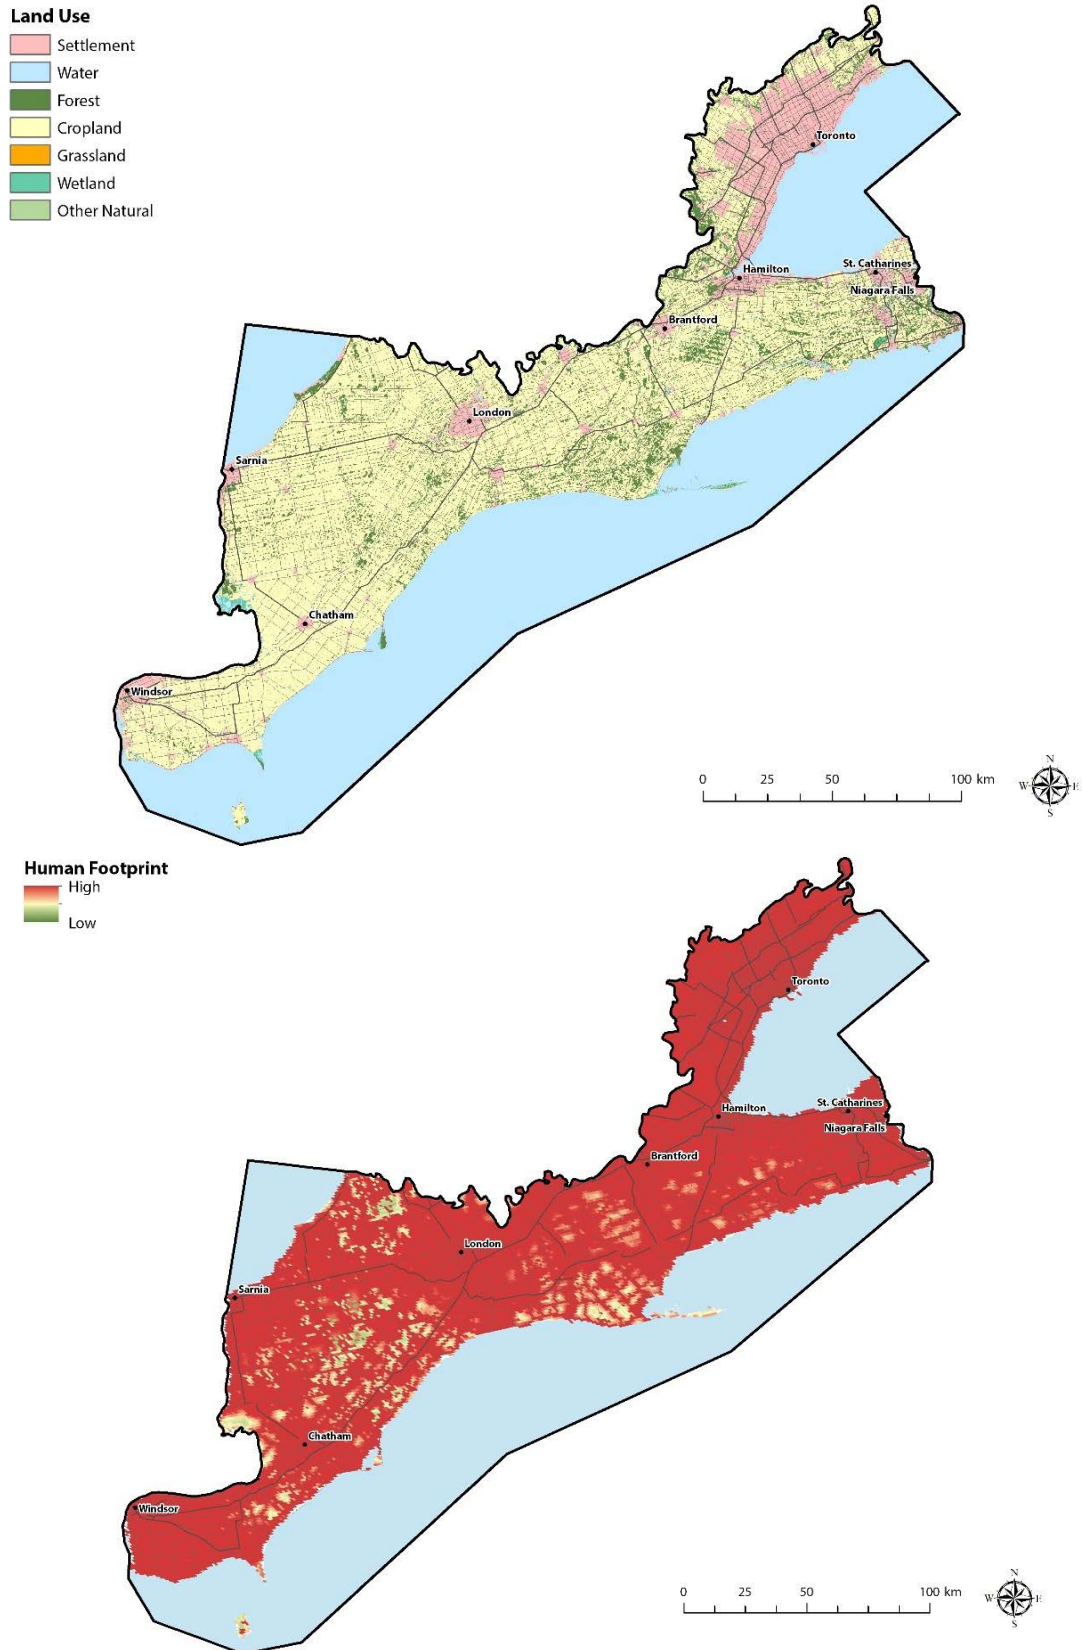 Land Use
Settlement
Water
Forest
Cropland
Grassland
Wetland
Other Natural
Toronto
Hamilton
St. Catharines
Niagara Falls
Brantford
London
Sarnia
Chatham
Windsor
0 25 50 100 km
N
W E
S
Human Footprint
High
Low
Toronto
Hamilton
St. Catharines
Niagara Falls
Brantford
London
Sarnia
Chatham
Windsor
0 25 50 100 km
N
W E
S